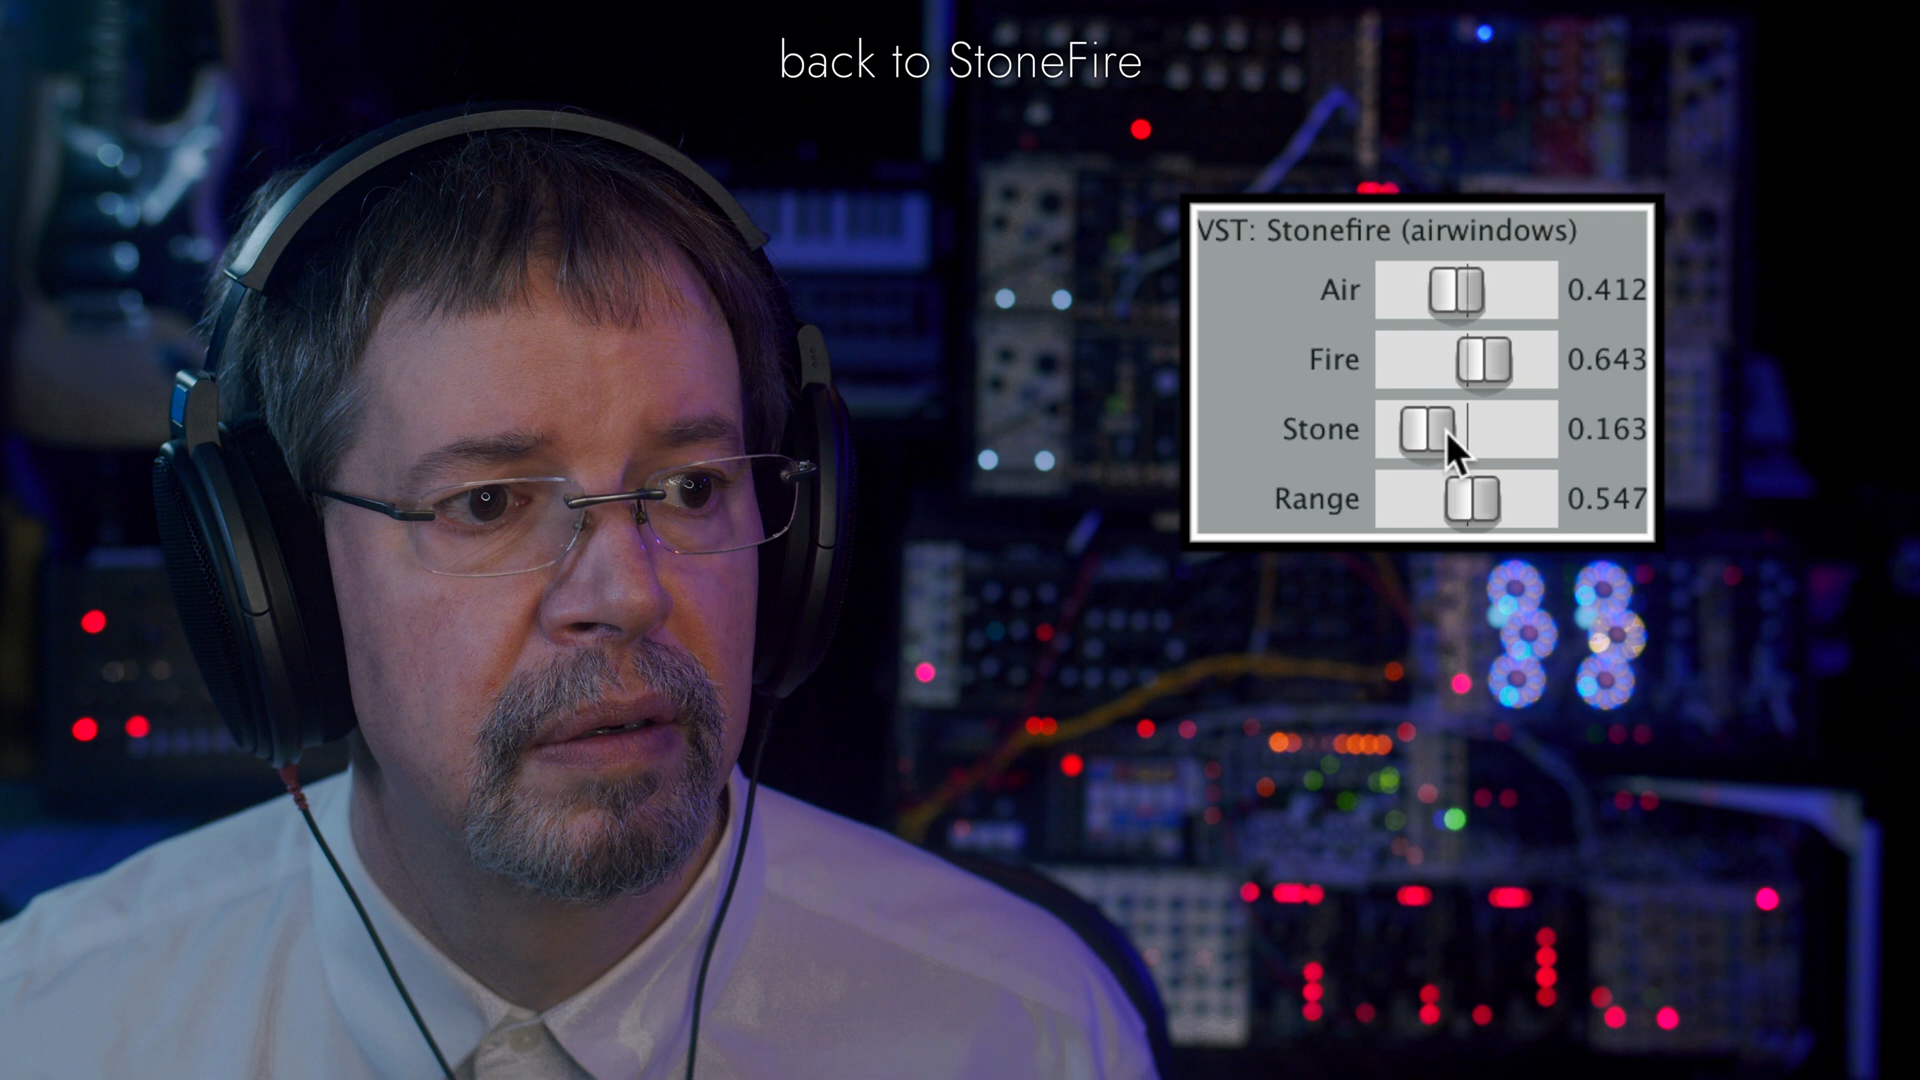 back to StoneFire
VST: Stonefire (airwindows)
Air 0.412
Fire 0.643
Stone 0.163
Range 0.547